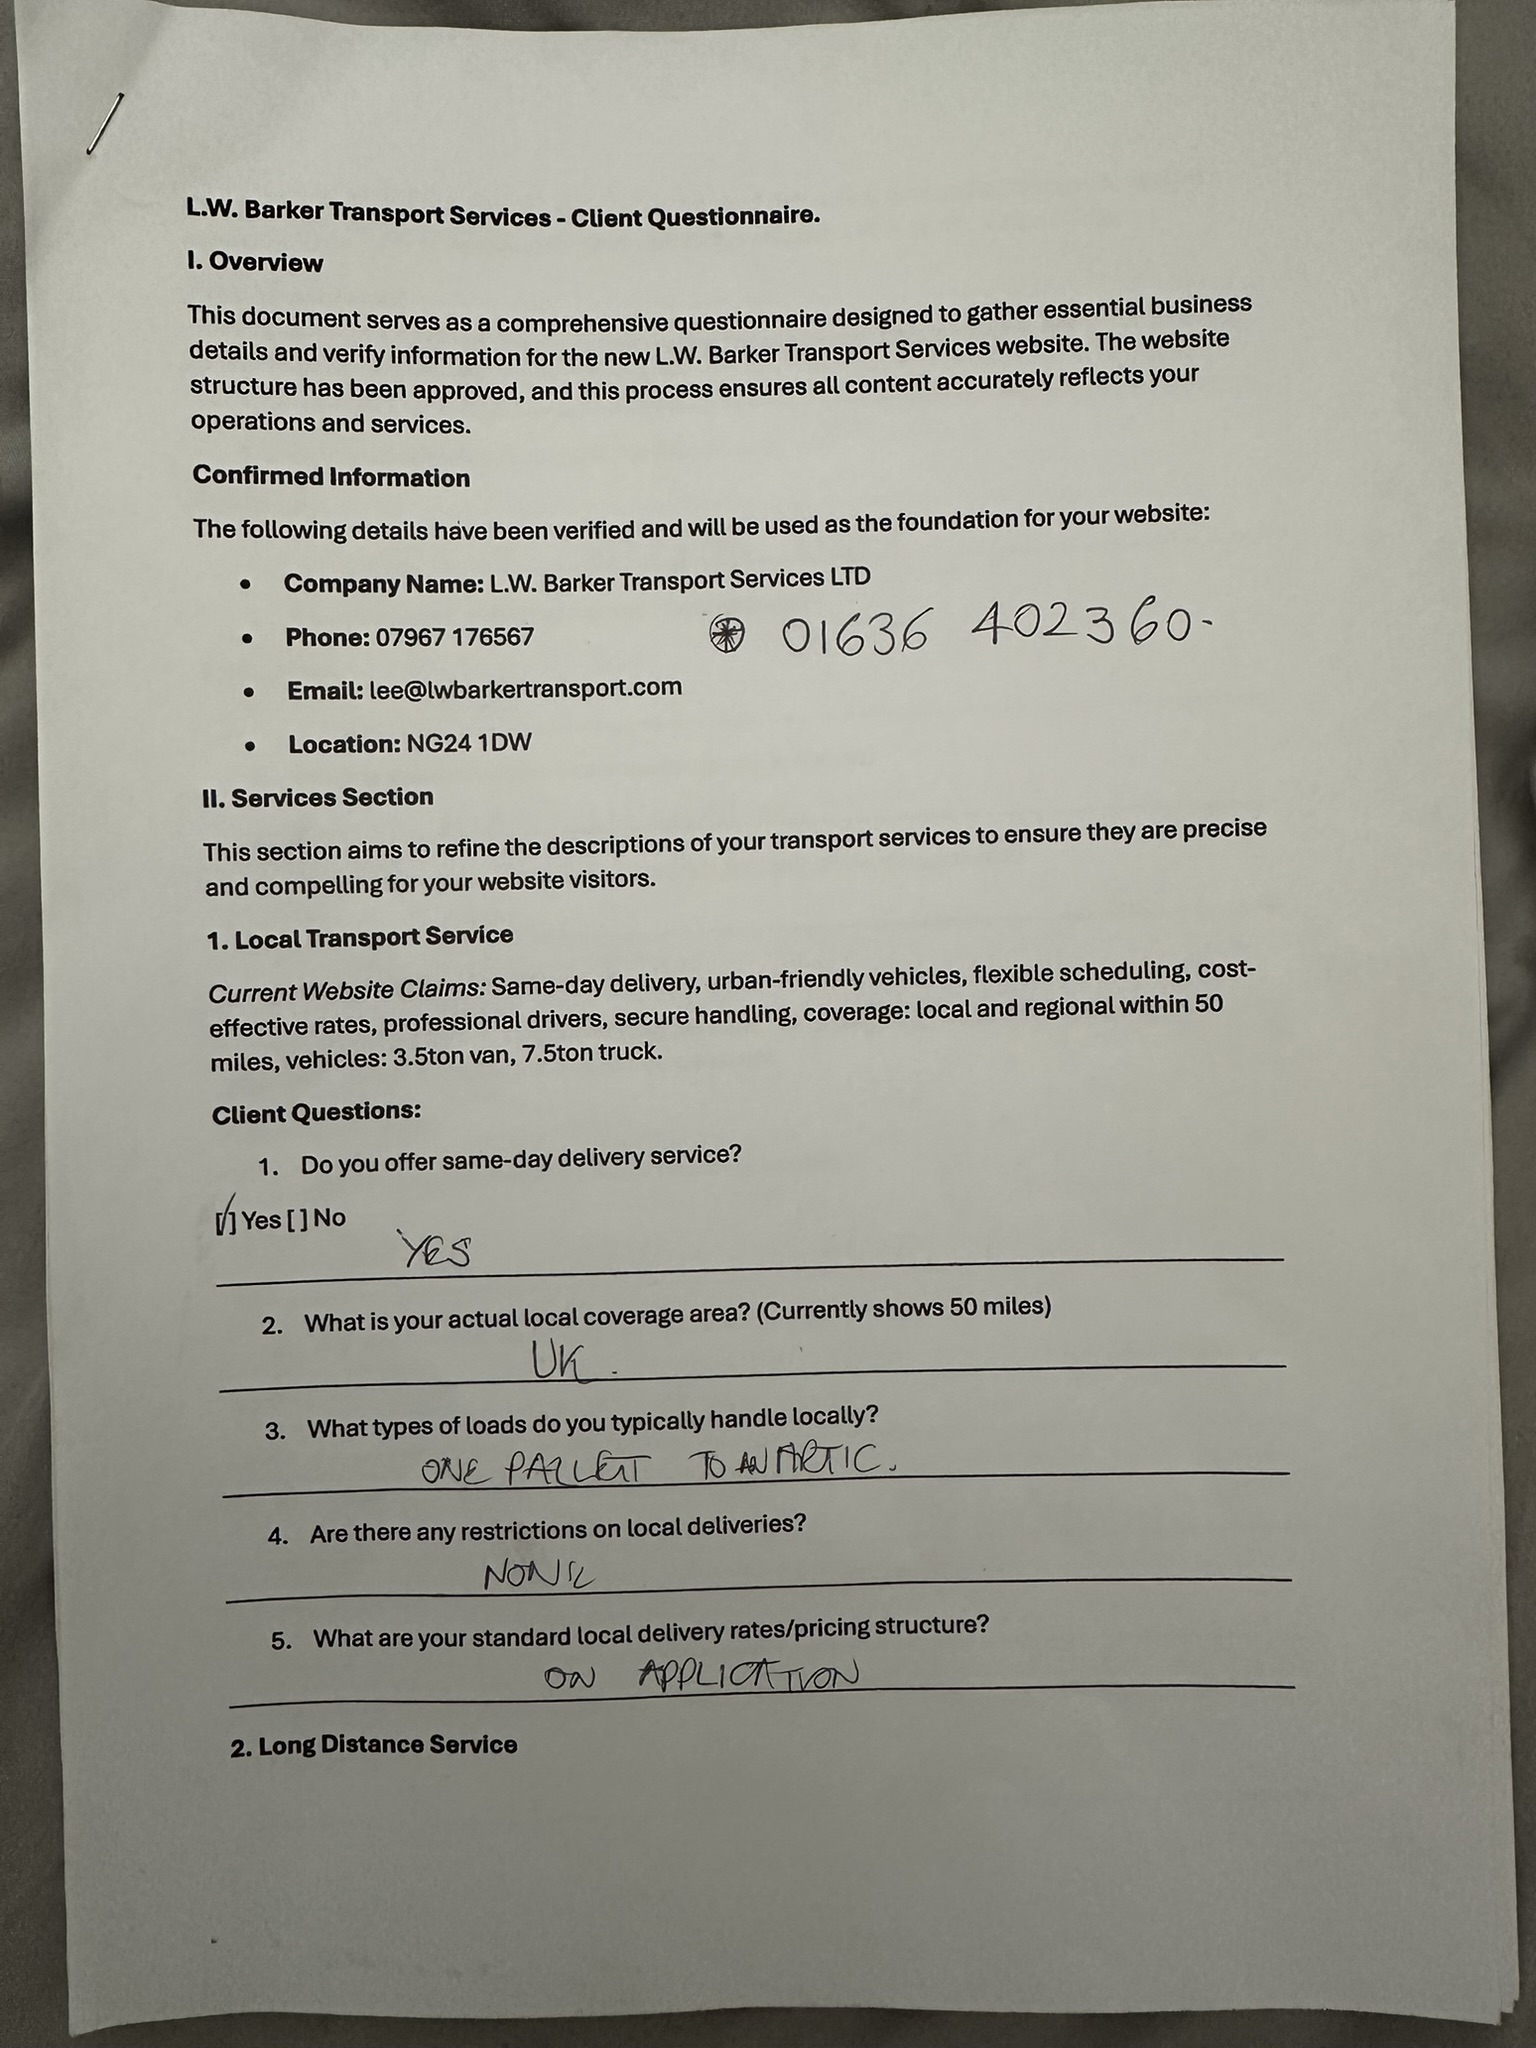 L.W. Barker Transport Services - Client Questionnaire.
I. Overview
This document serves as a comprehensive questionnaire designed to gather essential business
details and verify information for the new L.W. Barker Transport Services website. The website
structure has been approved, and this process ensures all content accurately reflects your
operations and services.
Confirmed Information
The following details have been verified and will be used as the foundation for your website:
• Company Name: L.W. Barker Transport Services LTD
• Phone: 07967 176567 01636 402360.
• Email: lee@lwbarkertransport.com
• Location: NG24 1DW
II. Services Section
This section aims to refine the descriptions of your transport services to ensure they are precise
and compelling for your website visitors.
1. Local Transport Service
Current Website Claims: Same-day delivery, urban-friendly vehicles, flexible scheduling, cost-
effective rates, professional drivers, secure handling, coverage: local and regional within 50
miles, vehicles: 3.5ton van, 7.5ton truck.
Client Questions:
1. Do you offer same-day delivery service?
[/] Yes [ ] No
YES
2. What is your actual local coverage area? (Currently shows 50 miles)
UK.
3. What types of loads do you typically handle locally?
ONE PALLET TO AN ARTIC.
4. Are there any restrictions on local deliveries?
NONE
5. What are your standard local delivery rates/pricing structure?
ON APPLICATION
2. Long Distance Service